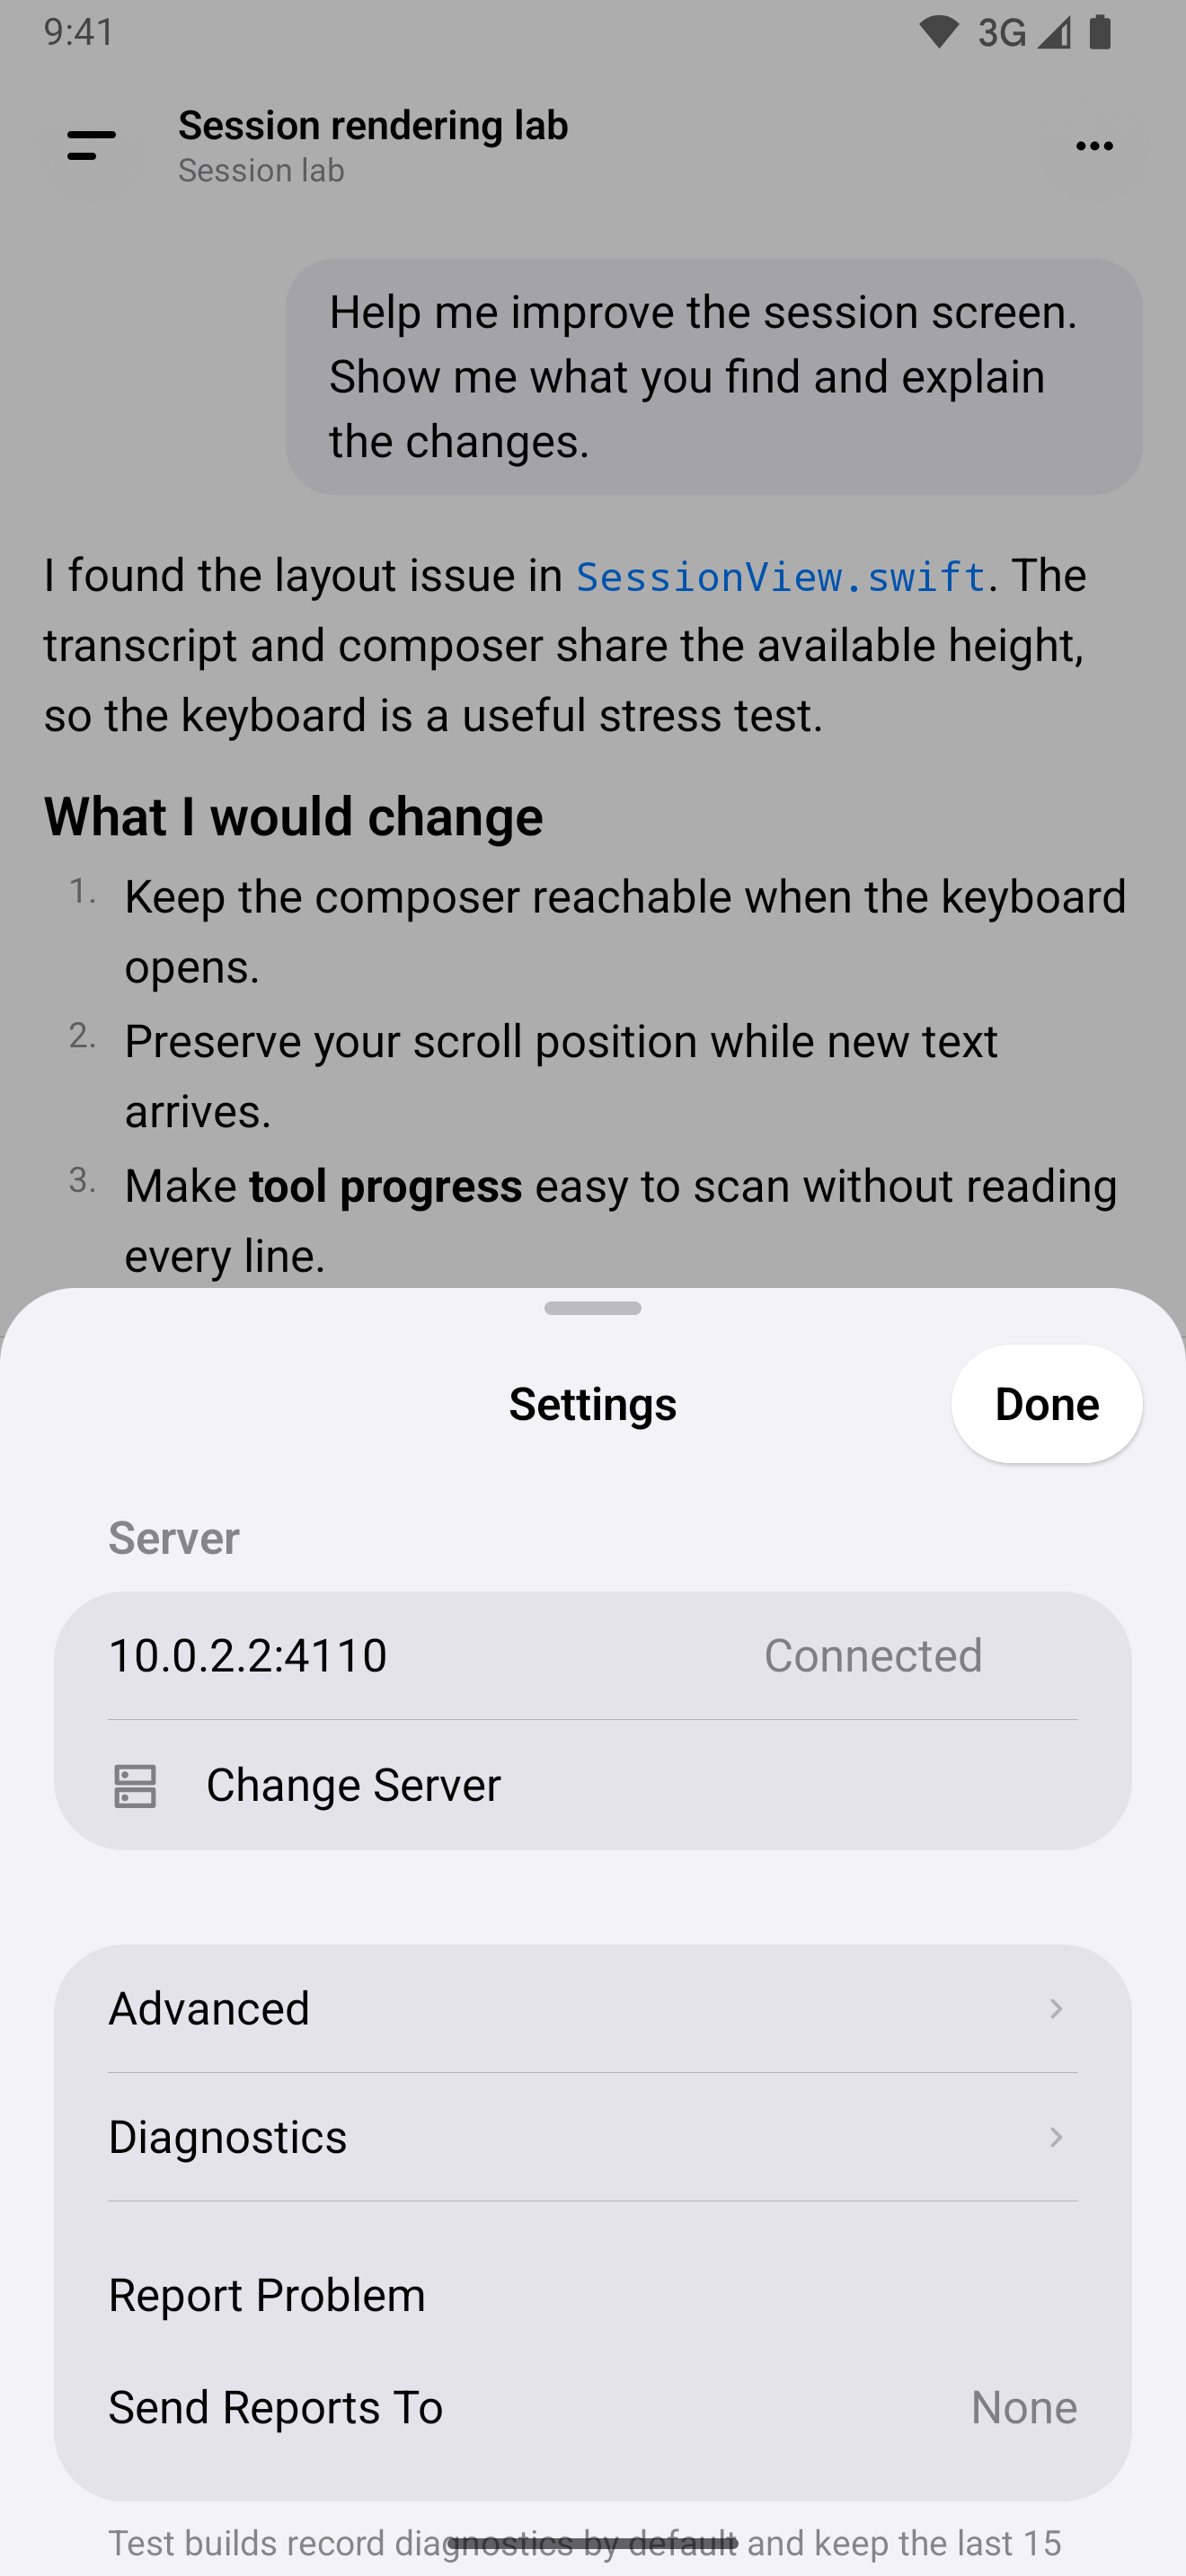 9:41
3G
Session rendering lab
Session lab
Help me improve the session screen.
Show me what you find and explain
the changes.
I found the layout issue in SessionView.swift. The
transcript and composer share the available height,
so the keyboard is a useful stress test.
What I would change
1. Keep the composer reachable when the keyboard
opens.
2. Preserve your scroll position while new text
arrives.
3. Make tool progress easy to scan without reading
every line.
Settings
Done
Server
10.0.2.2:4110 Connected
Change Server
Advanced
Diagnostics
Report Problem
Send Reports To None
Test builds record diagnostics by default and keep the last 15